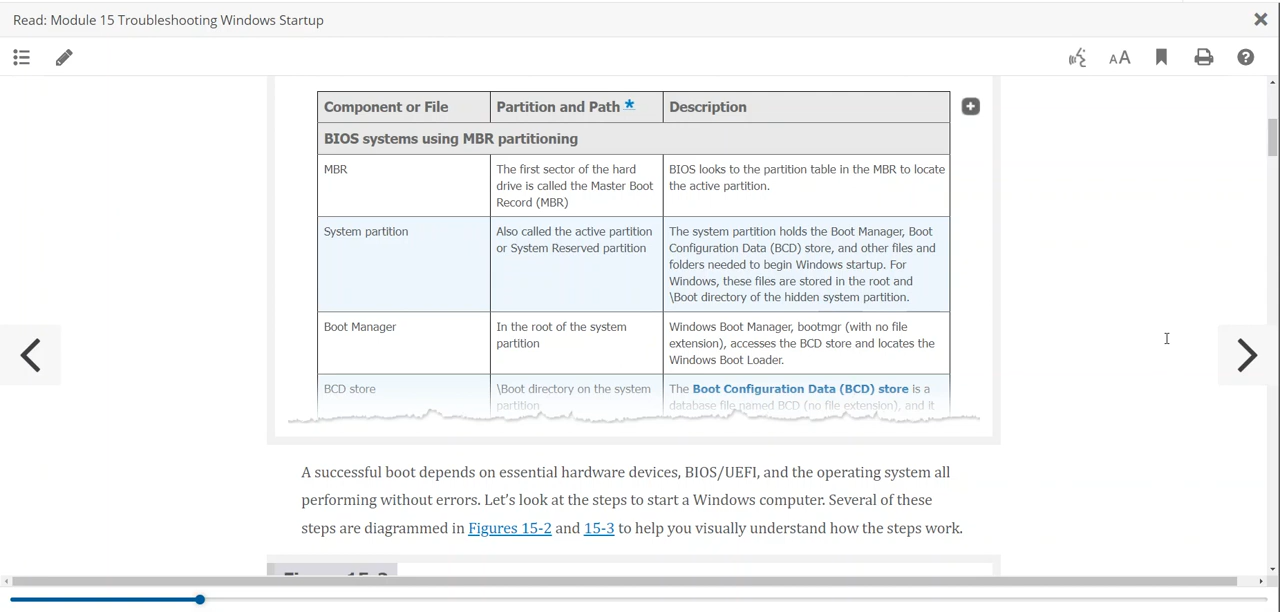 Read: Module 15 Troubleshooting Windows Startup
AA
Component or File
Partition and Path *
Description
BIOS systems using MBR partitioning
MBR
The first sector of the hard
drive is called the Master Boot
Record (MBR)
BIOS looks to the partition table in the MBR to locate
the active partition.
System partition
Also called the active partition
or System Reserved partition
The system partition holds the Boot Manager, Boot
Configuration Data (BCD) store, and other files and
folders needed to begin Windows startup. For
Windows, these files are stored in the root and
\Boot directory of the hidden system partition.
Boot Manager
In the root of the system
partition
Windows Boot Manager, bootmgr (with no file
extension), accesses the BCD store and locates the
Windows Boot Loader.
BCD store
\Boot directory on the system
partition
The Boot Configuration Data (BCD) store is a
database file named BCD (no file extension), and it
A successful boot depends on essential hardware devices, BIOS/UEFI, and the operating system all
performing without errors. Let's look at the steps to start a Windows computer. Several of these
steps are diagrammed in Figures 15-2 and 15-3 to help you visually understand how the steps work.